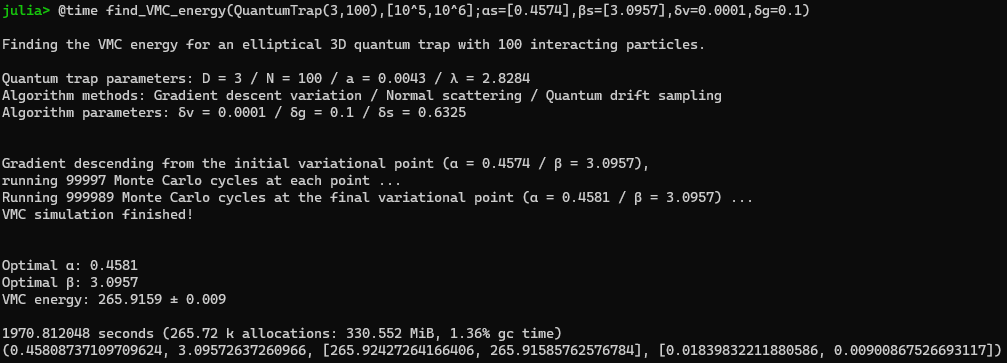 julia> @time find_VMC_energy(QuantumTrap(3,100),[10^5,10^6];αs=[0.4574],βs=[3.0957],δv=0.0001,δg=0.1)
Finding the VMC energy for an elliptical 3D quantum trap with 100 interacting particles.
Quantum trap parameters: D = 3 / N = 100 / a = 0.0043 / λ = 2.8284
Algorithm methods: Gradient descent variation / Normal scattering / Quantum drift sampling
Algorithm parameters: δv = 0.0001 / δg = 0.1 / δs = 0.6325
Gradient descending from the initial variational point (α = 0.4574 / β = 3.0957),
running 99997 Monte Carlo cycles at each point ...
Running 999989 Monte Carlo cycles at the final variational point (α = 0.4581 / β = 3.0957) ...
VMC simulation finished!
Optimal α: 0.4581
Optimal β: 3.0957
VMC energy: 265.9159 ± 0.009
1970.812048 seconds (265.72 k allocations: 330.552 MiB, 1.36% gc time)
(0.45808737109709624, 3.09572637260966, [265.92427264166406, 265.91585762576784], [0.01839832211880586, 0.00900867526693117])